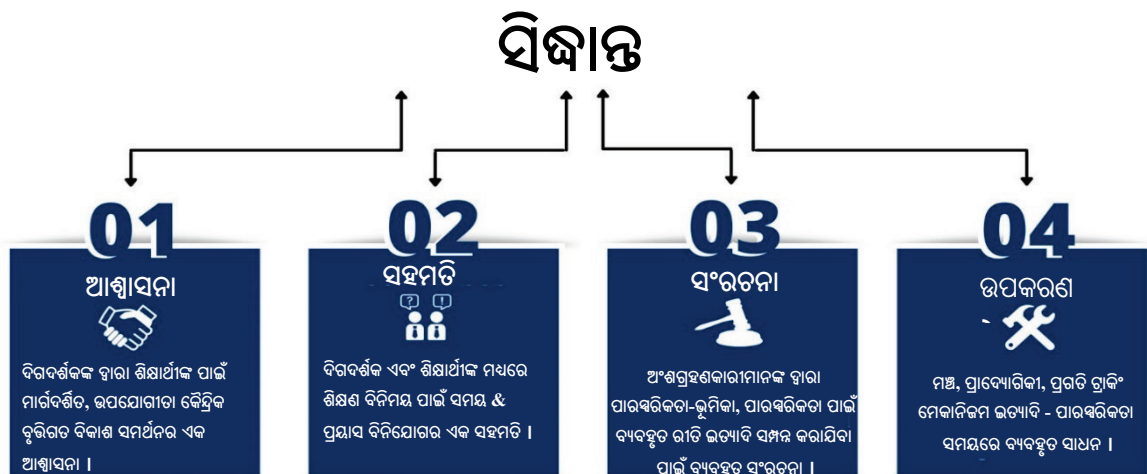 ସିଦ୍ଧାନ୍ତ
01
ଆଶ୍ୱାସନା
ଦିଗଦର୍ଶକଙ୍କ ଦ୍ୱାରା ଶିକ୍ଷାର୍ଥୀଙ୍କ ପାଇଁ
ମାର୍ଗଦର୍ଶିତ, ଉପଯୋଗୀତା କୈନ୍ଦ୍ରିକ
ବୃତ୍ତିଗତ ବିକାଶ ସମର୍ଥନର ଏକ
ଆଶ୍ୱାସନା ।
02
ସହମତି
? !
ଦିଗଦର୍ଶକ ଏବଂ ଶିକ୍ଷାର୍ଥୀଙ୍କ ମଧ୍ୟରେ
ଶିକ୍ଷଣ ବିନିମୟ ପାଇଁ ସମୟ &
ପ୍ରୟାସ ବିନିଯୋଗର ଏକ ସହମତି ।
03
ସଂରଚନା
ଅଂଶଗ୍ରହଣକାରୀମାନଙ୍କ ଦ୍ୱାରା
ପାରସ୍ପରିକତା-ଭୂମିକା, ପାରସ୍ପରିକତା ପାଇଁ
ବ୍ୟବହୃତ ରୀତି ଇତ୍ୟାଦି ସମ୍ପନ୍ନ କରାଯିବା
ପାଇଁ ବ୍ୟବହୃତ ସଂରଚନା ।
04
ଉପକରଣ
ମଞ୍ଚ, ପ୍ରାଦ୍ୟୋଗିକୀ, ପ୍ରଗତି ଟ୍ରାକିଂ
ମେକାନିଜମ ଇତ୍ୟାଦି - ପାରସ୍ପରିକତା
ସମୟରେ ବ୍ୟବହୃତ ସାଧନ ।